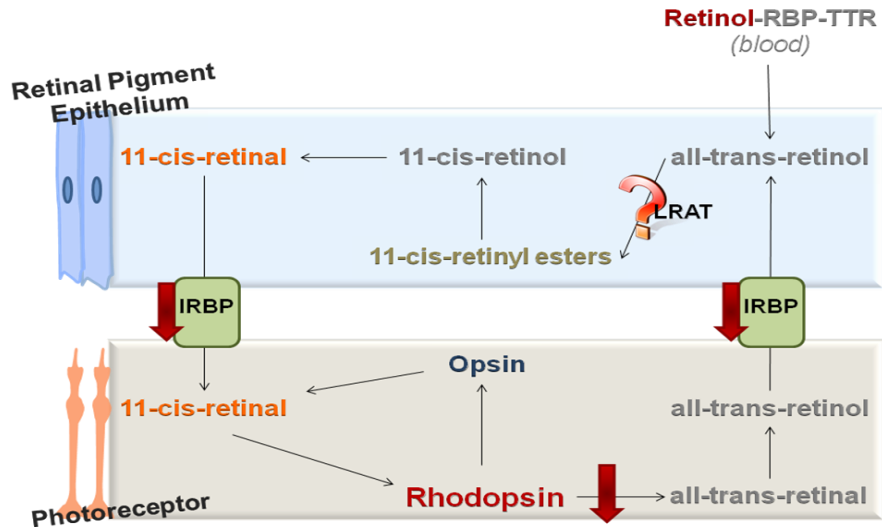 Retinol-RBP-TTR
(blood)
Retinal Pigment
Epithelium
11-cis-retinal
11-cis-retinol
all-trans-retinol
?
LRAT
11-cis-retinyl esters
IRBP
IRBP
Opsin
11-cis-retinal
all-trans-retinol
Rhodopsin
all-trans-retinal
Photoreceptor